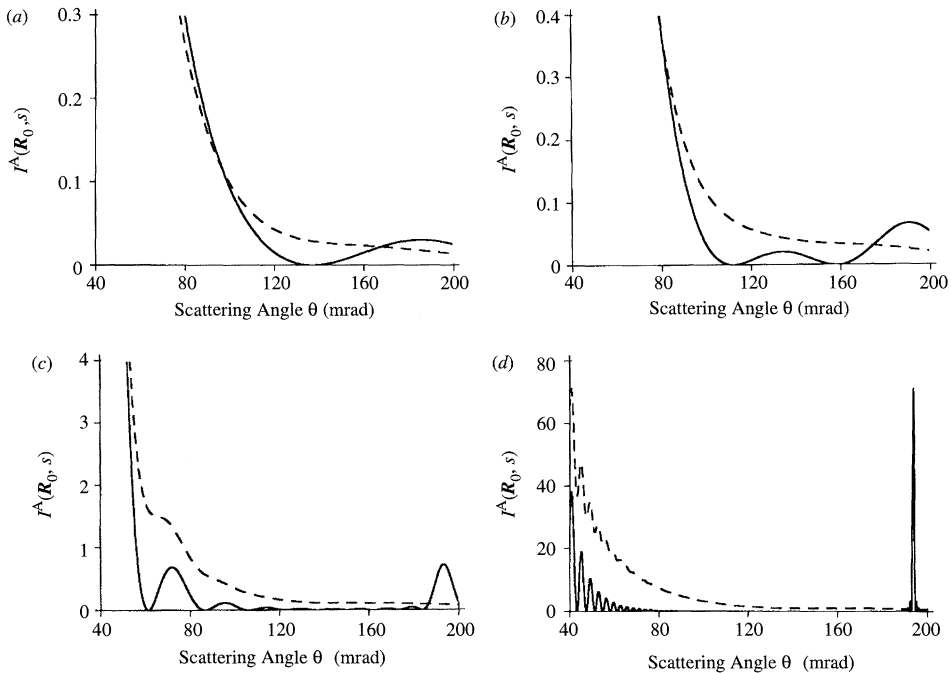 (a)
0.3
0.2
0.1
0
I^A(R_0, s)
40 80 120 160 200
Scattering Angle θ (mrad)
(b)
0.4
0.3
0.2
0.1
0
I^A(R_0, s)
40 80 120 160 200
Scattering Angle θ (mrad)
(c)
4
3
2
1
0
I^A(R_0, s)
40 80 120 160 200
Scattering Angle θ (mrad)
(d)
80
60
40
20
0
I^A(R_0, s)
40 80 120 160 200
Scattering Angle θ (mrad)